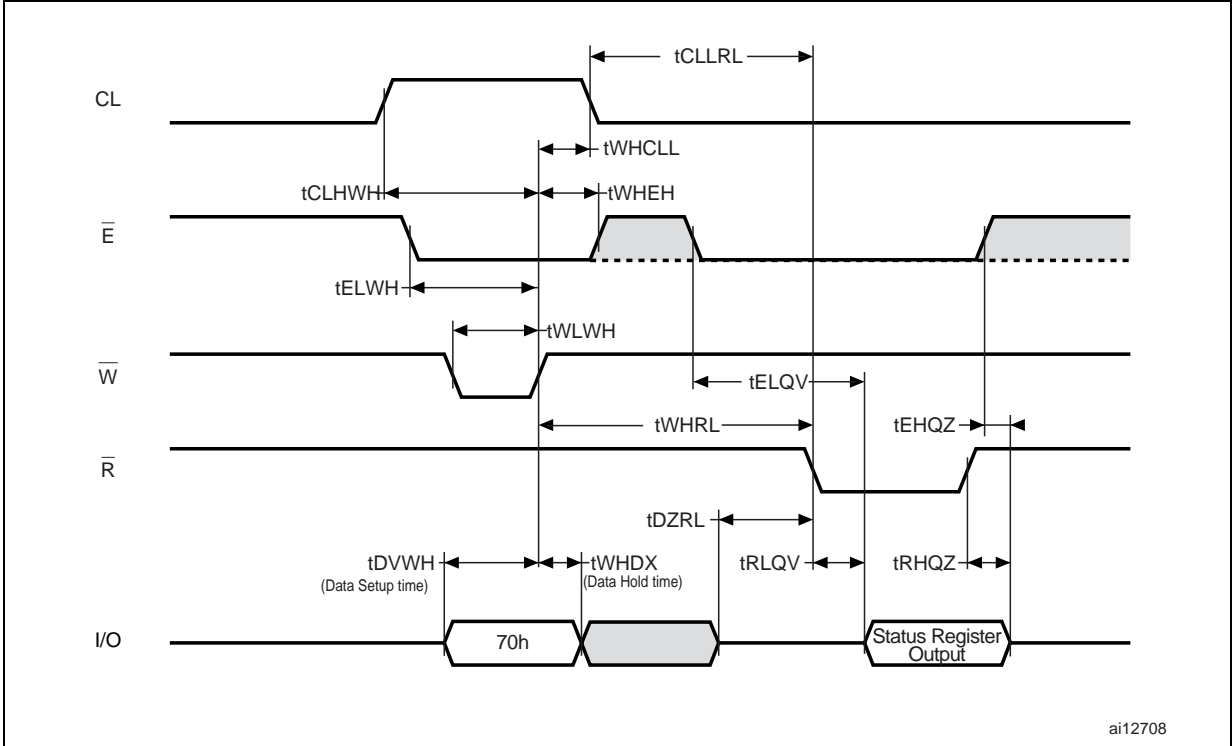 tCLLRL
CL
tWHCLL
tCLHWH
tWHEH
E
tELWH
tWLWH
W
tELQV
tWHRL
tEHQZ
R
tDZRL
tDVWH
(Data Setup time)
tWHDX
(Data Hold time)
tRLQV
tRHQZ
I/O
70h
Status Register
Output
ai12708